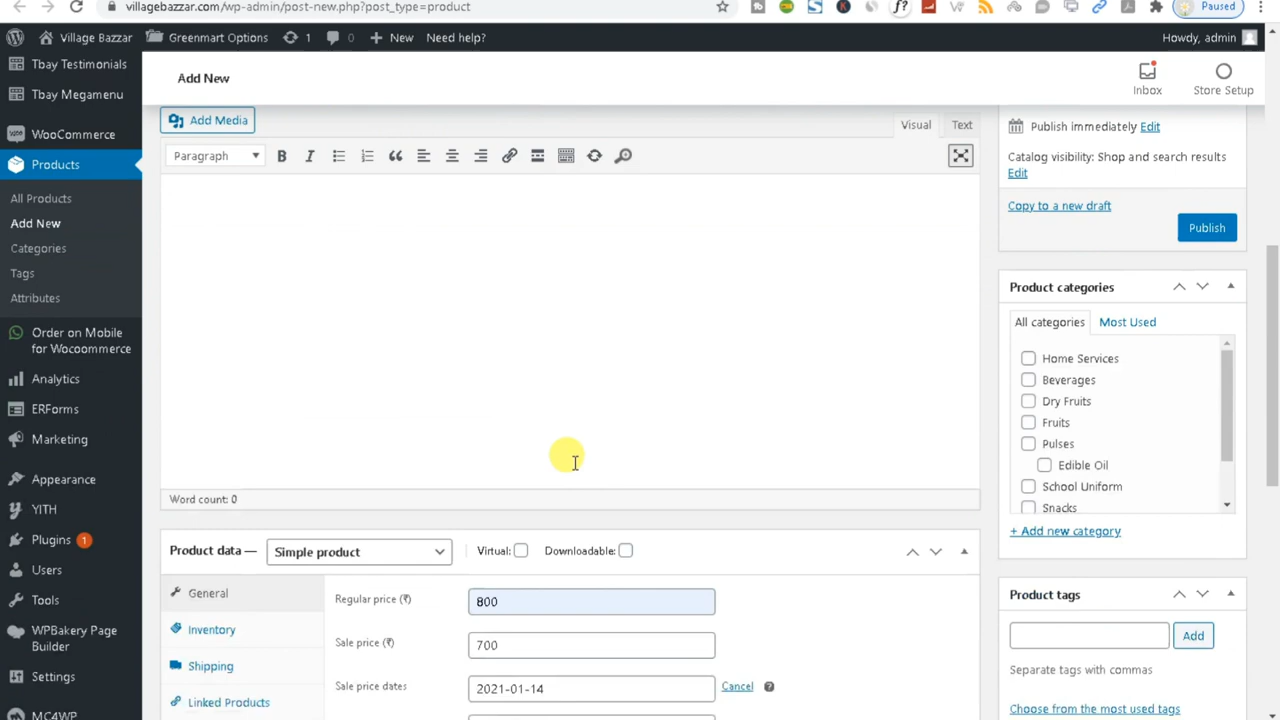 villagebazzar.com/wp-admin/post-new.php?post_type=product
Paused
Village Bazzar
Greenmart Options
1
0
New
Need help?
Howdy, admin
Tbay Testimonials
Tbay Megamenu
WooCommerce
Products
All Products
Add New
Categories
Tags
Attributes
Order on Mobile
for Wocoommerce
Analytics
ERForms
Marketing
Appearance
YITH
Plugins 1
Users
Tools
WPBakery Page
Builder
Settings
MC4WP
Add New
Inbox
Store Setup
Add Media
Visual
Text
Paragraph
B
I
Word count: 0
Product data —
Simple product
Virtual:
Downloadable:
General
Inventory
Shipping
Linked Products
Regular price (₹)
800
Sale price (₹)
700
Sale price dates
2021-01-14
Cancel
Publish immediately Edit
Catalog visibility: Shop and search results
Edit
Copy to a new draft
Publish
Product categories
All categories
Most Used
Home Services
Beverages
Dry Fruits
Fruits
Pulses
Edible Oil
School Uniform
Snacks
+ Add new category
Product tags
Add
Separate tags with commas
Choose from the most used tags